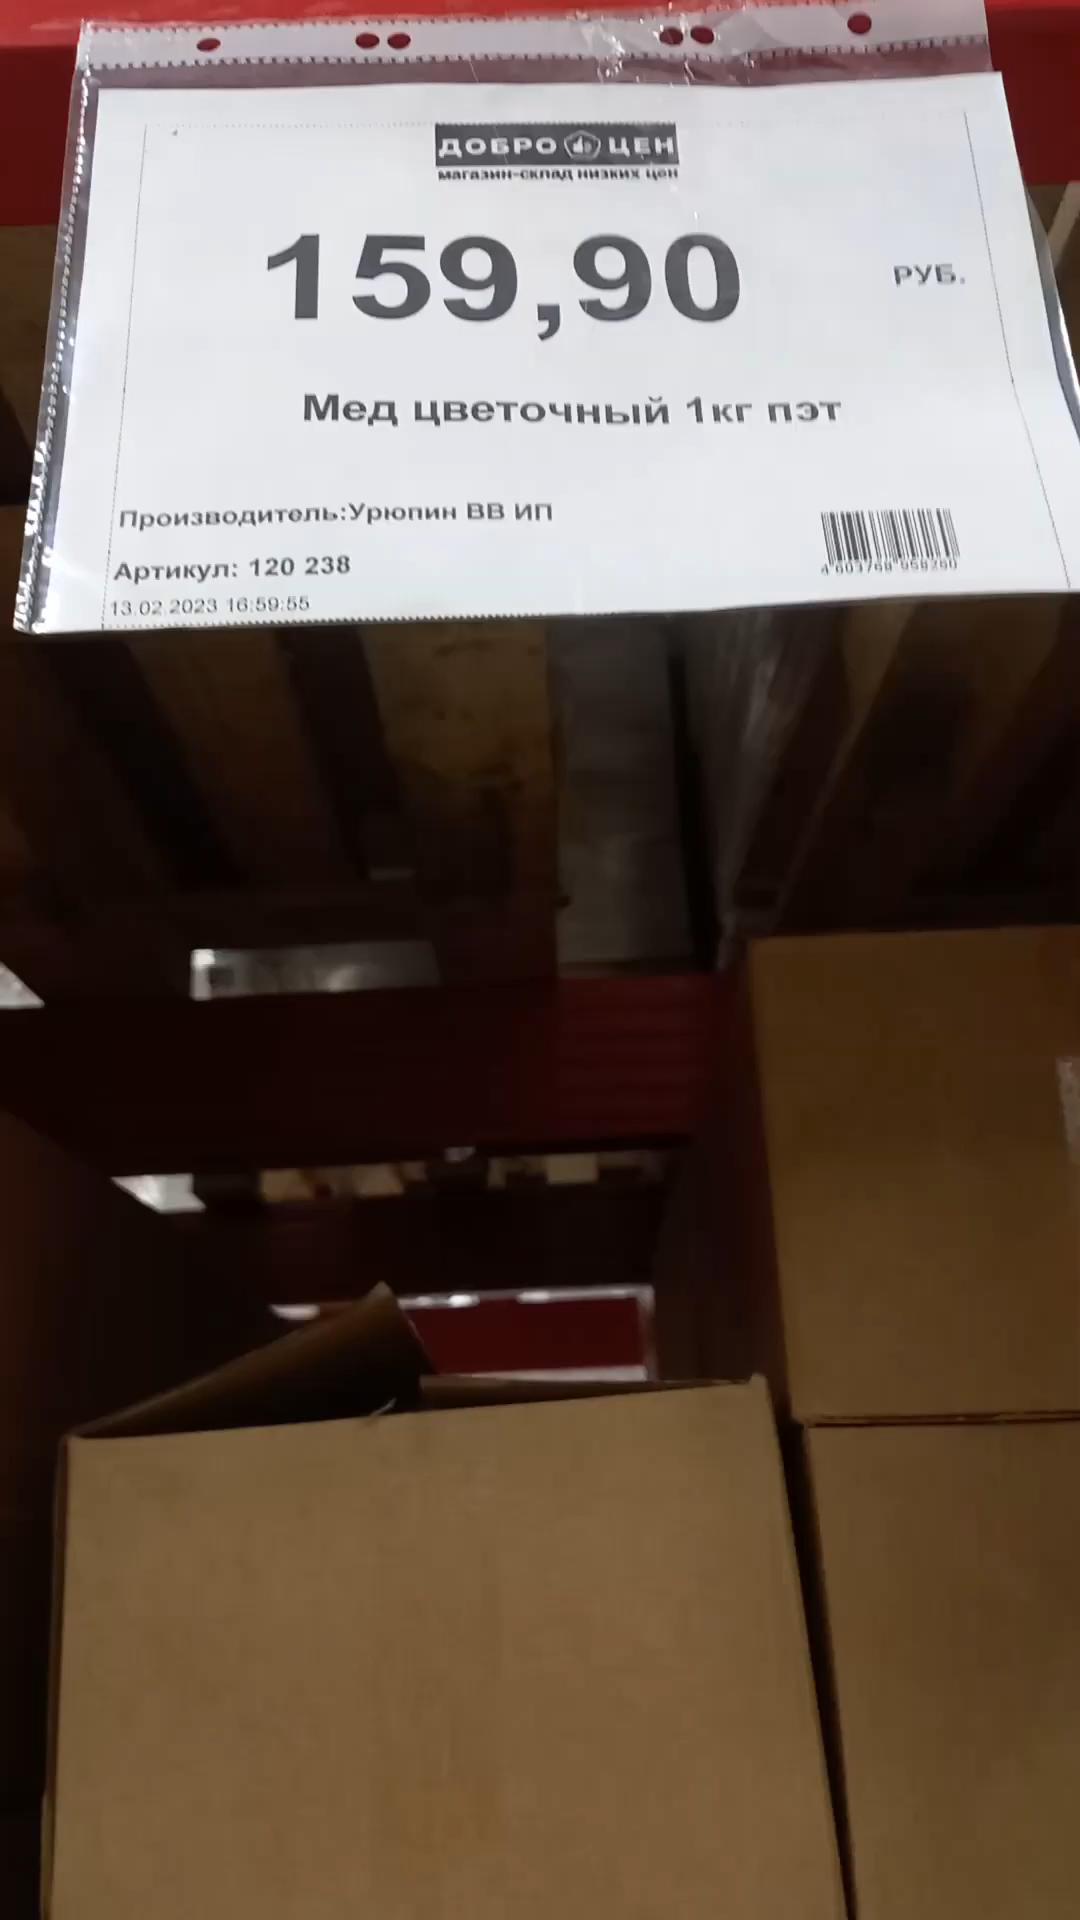 ДОБРО ЦЕН
магазин-склад низких цен
159,90 РУБ.
Мед цветочный 1кг пэт
Производитель:Урюпин ВВ ИП
Артикул: 120 238
13.02.2023 16:59:55